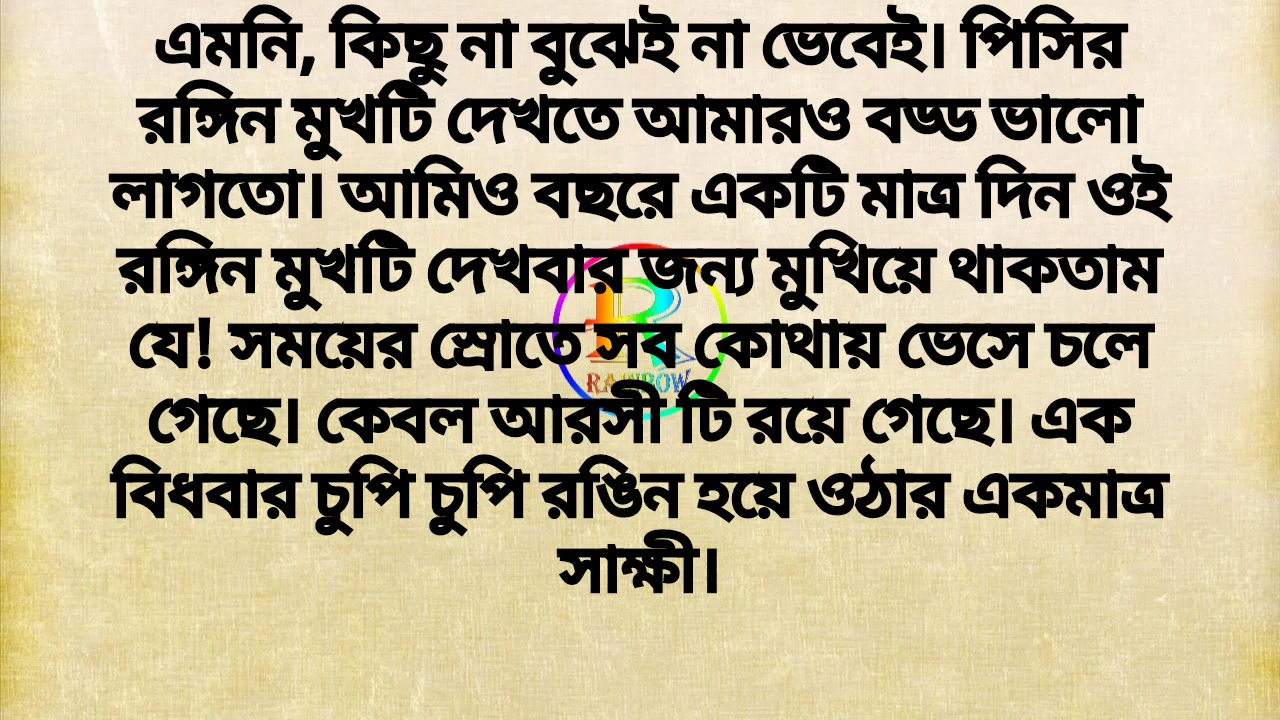 এমনি, কিছু না বুঝেই না ভেবেই। পিসির
রঙ্গিন মুখটি দেখতে আমারও বড্ড ভালো
লাগতো। আমিও বছরে একটি মাত্র দিন ওই
রঙ্গিন মুখটি দেখবার জন্য মুখিয়ে থাকতাম
যে! সময়ের স্রোতে সব কোথায় ভেসে চলে
গেছে। কেবল আরসী টি রয়ে গেছে। এক
বিধবার চুপি চুপি রঙিন হয়ে ওঠার একমাত্র
সাক্ষী।
R
RAINBOW